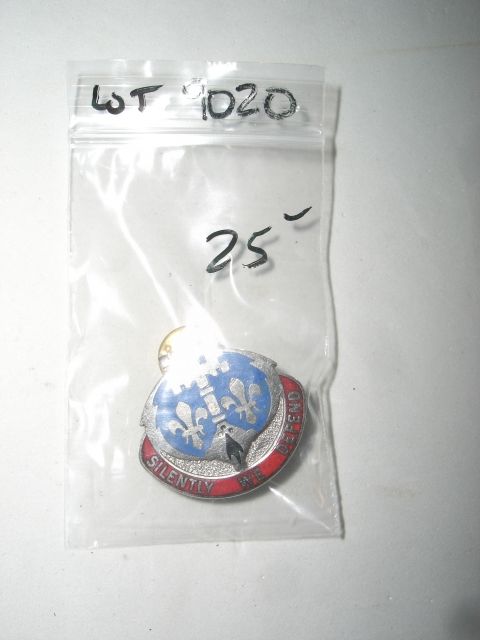 LOT 9020
25-
SILENTLY WE DEFEND